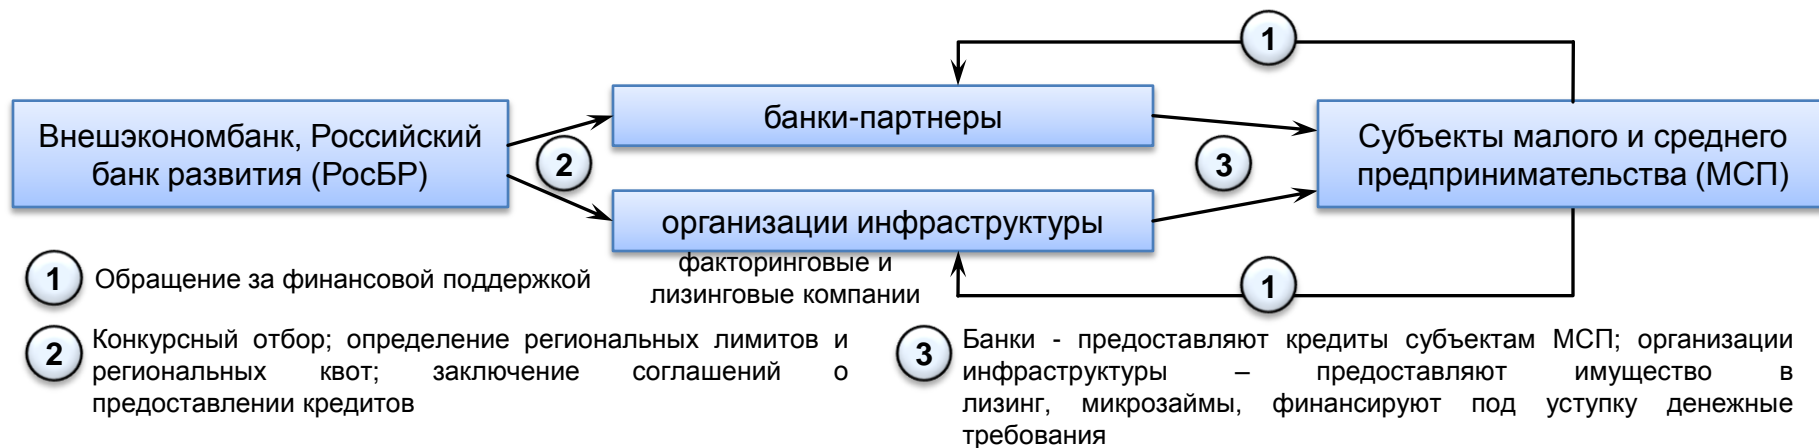 1
банки-партнеры
Внешэкономбанк, Российский
банк развития (РосБР)
2
3
Субъекты малого и среднего
предпринимательства (МСП)
организации инфраструктуры
факторинговые и
лизинговые компании
1
1 Обращение за финансовой поддержкой
2 Конкурсный отбор; определение региональных лимитов и
региональных квот; заключение соглашений о
предоставлении кредитов
3 Банки - предоставляют кредиты субъектам МСП; организации
инфраструктуры – предоставляют имущество в
лизинг, микрозаймы, финансируют под уступку денежные
требования